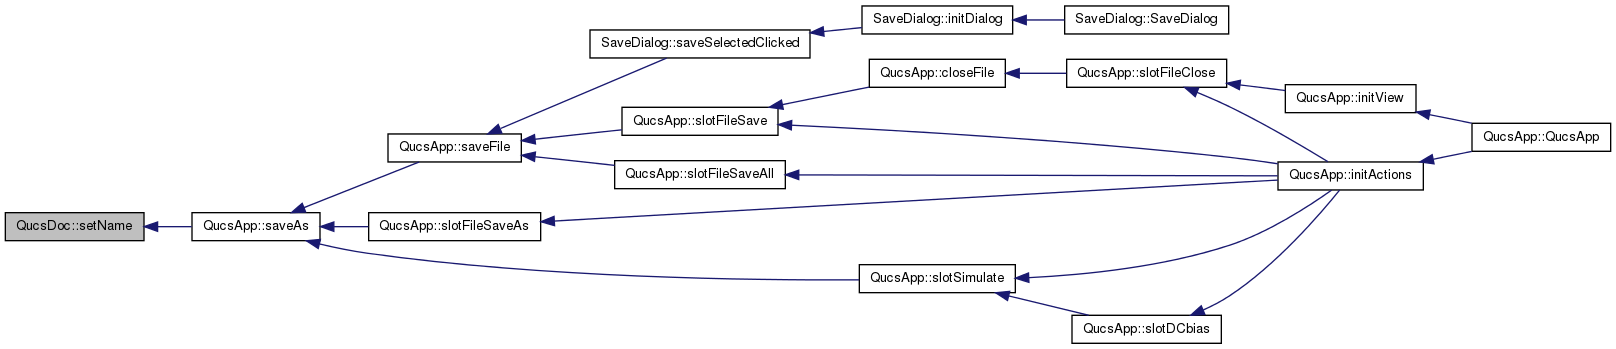 SaveDialog::initDialog
SaveDialog::SaveDialog
SaveDialog::saveSelectedClicked
QucsApp::closeFile
QucsApp::slotFileClose
QucsApp::initView
QucsApp::slotFileSave
QucsApp::QucsApp
QucsApp::saveFile
QucsApp::slotFileSaveAll
QucsApp::initActions
QucsDoc::setName
QucsApp::saveAs
QucsApp::slotFileSaveAs
QucsApp::slotSimulate
QucsApp::slotDCbias